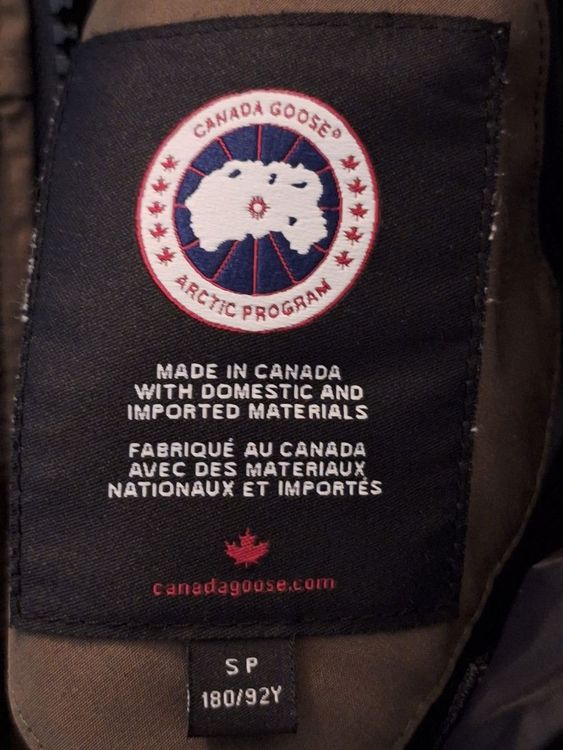 CANADA GOOSE®
ARCTIC PROGRAM
MADE IN CANADA
WITH DOMESTIC AND
IMPORTED MATERIALS
FABRIQUÉ AU CANADA
AVEC DES MATERIAUX
NATIONAUX ET IMPORTÉS
canadagoose.com
S P
180/92Y